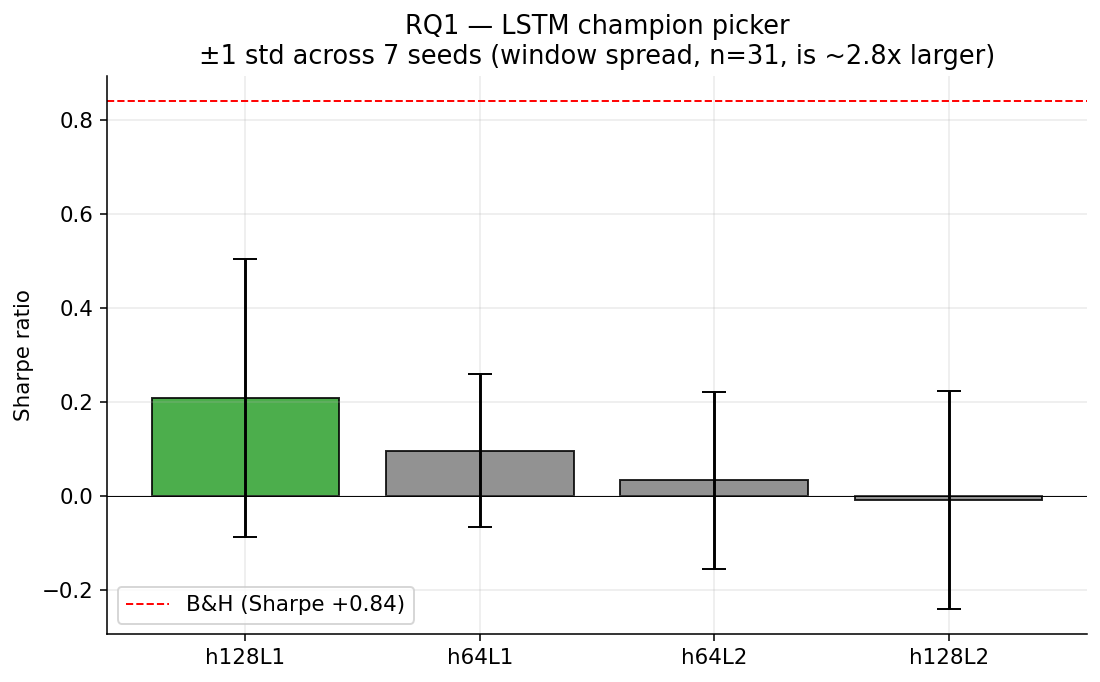 RQ1 — LSTM champion picker
±1 std across 7 seeds (window spread, n=31, is ~2.8x larger)
Sharpe ratio
0.8
0.6
0.4
0.2
0.0
−0.2
B&H (Sharpe +0.84)
h128L1 h64L1 h64L2 h128L2